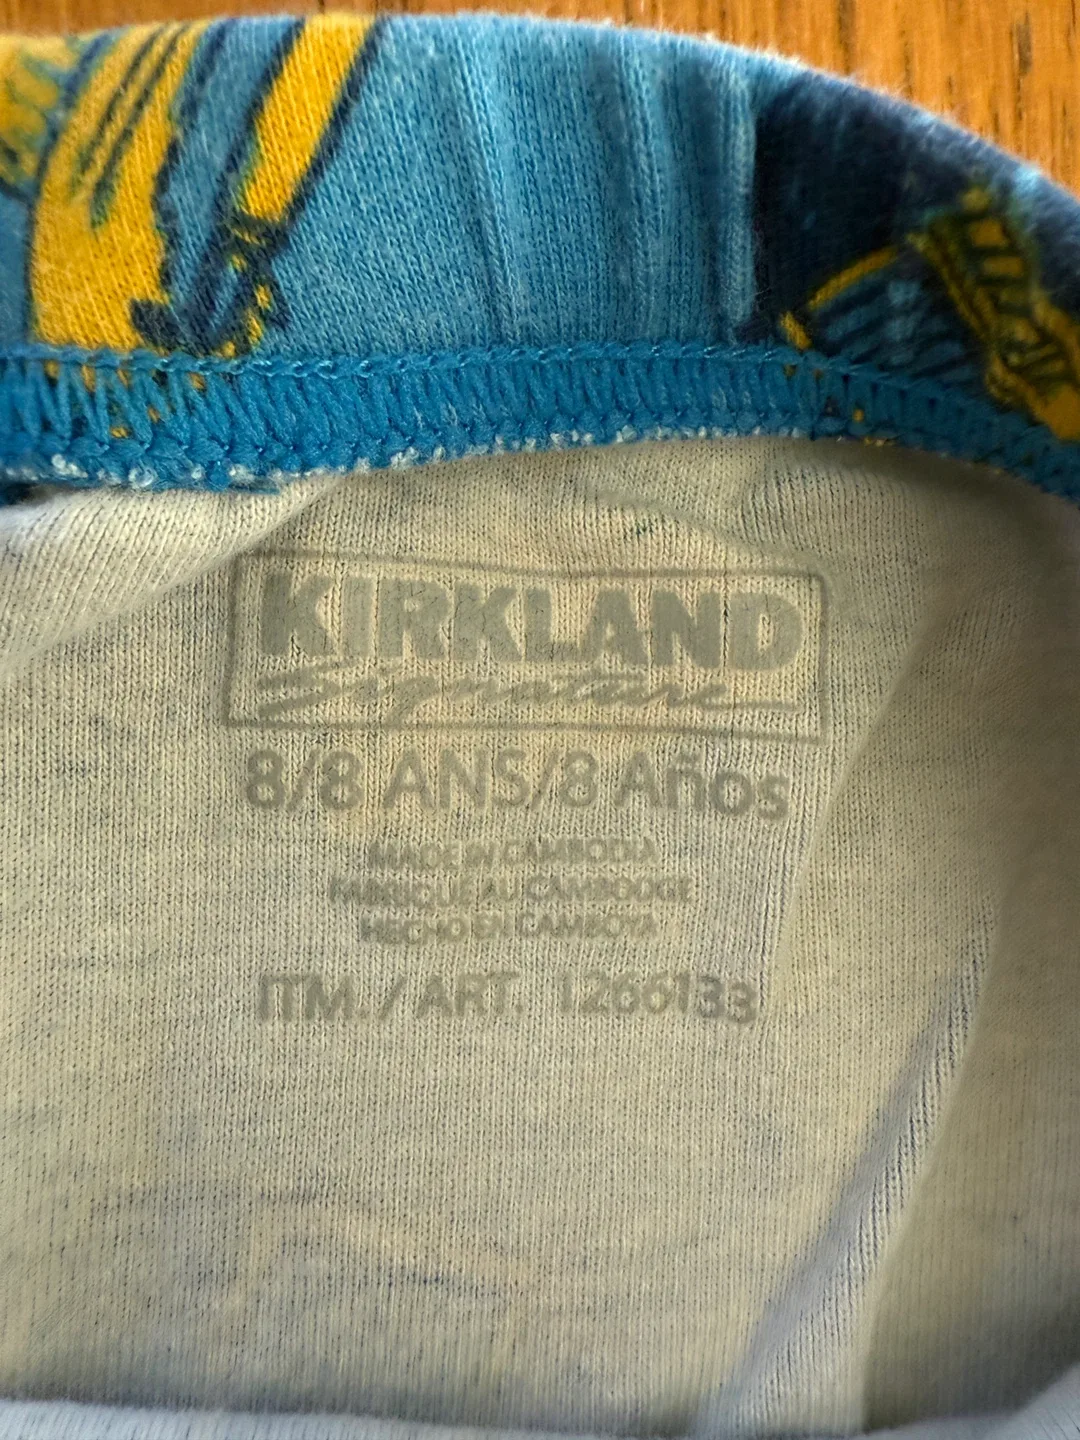 KIRKLAND
Signature
8/8 ANS/8 Años
MADE IN CAMBODIA
FABRIQUÉ AU CAMBODGE
HECHO EN CAMBOYA
ITM. / ART. 1266133